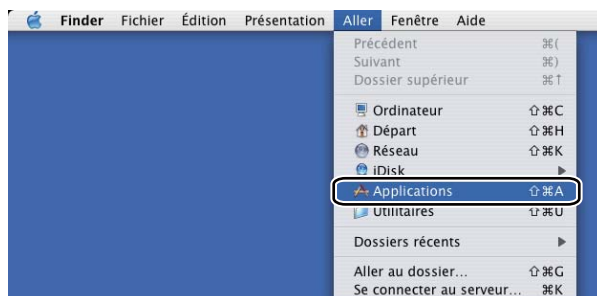 Finder Fichier Édition Présentation Aller Fenêtre Aide
Précédent ⌘(
Suivant ⌘)
Dossier supérieur ⌘↑
Ordinateur ⇧⌘C
Départ ⇧⌘H
Réseau ⇧⌘K
iDisk
Applications ⇧⌘A
Utilitaires ⇧⌘U
Dossiers récents
Aller au dossier... ⇧⌘G
Se connecter au serveur... ⌘K